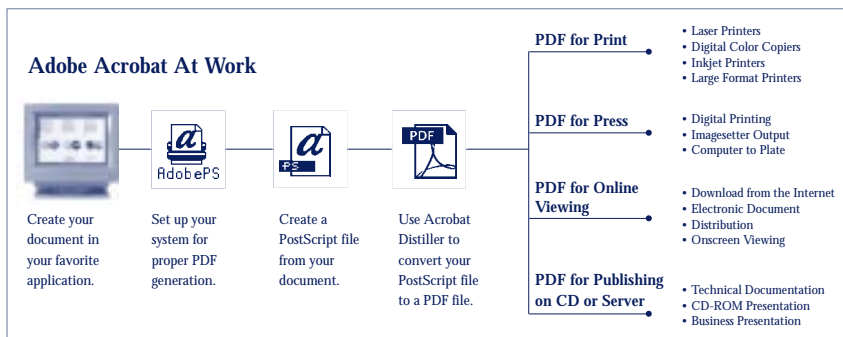 Adobe Acrobat At Work
AdobePS
PS
PDF
Create your
document in
your favorite
application.
Set up your
system for
proper PDF
generation.
Create a
PostScript file
from your
document.
Use Acrobat
Distiller to
convert your
PostScript file
to a PDF file.
PDF for Print
• Laser Printers
• Digital Color Copiers
• Inkjet Printers
• Large Format Printers
PDF for Press
• Digital Printing
• Imagesetter Output
• Computer to Plate
PDF for Online
Viewing
• Download from the Internet
• Electronic Document
• Distribution
• Onscreen Viewing
PDF for Publishing
on CD or Server
• Technical Documentation
• CD-ROM Presentation
• Business Presentation